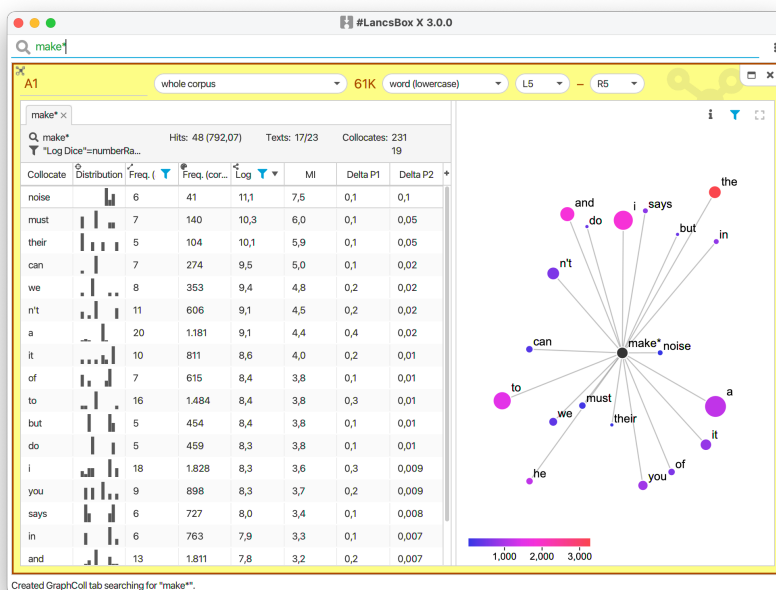 #LancsBox X 3.0.0
make*
A1 whole corpus 61K word (lowercase) L5 – R5
make* ×
make* Hits: 48 (792,07) Texts: 17/23 Collocates: 231
"Log Dice"=numberRa... 19
Collocate Distribution Freq. ( Freq. (cor... Log MI Delta P1 Delta P2 +
noise 6 41 11,1 7,5 0,1 0,1
must 7 140 10,3 6,0 0,1 0,05
their 5 104 10,1 5,9 0,1 0,05
can 7 274 9,5 5,0 0,1 0,02
we 8 353 9,4 4,8 0,2 0,02
n't 11 606 9,1 4,5 0,2 0,02
a 20 1.181 9,1 4,4 0,4 0,02
it 10 811 8,6 4,0 0,2 0,01
of 7 615 8,4 3,8 0,1 0,01
to 16 1.484 8,4 3,8 0,3 0,01
but 5 454 8,4 3,8 0,1 0,01
do 5 459 8,3 3,8 0,1 0,01
i 18 1.828 8,3 3,6 0,3 0,009
you 9 898 8,3 3,7 0,2 0,009
says 6 727 8,0 3,4 0,1 0,008
in 6 763 7,9 3,3 0,1 0,007
and 13 1.811 7,8 3,2 0,2 0,007
the
and i says
do
but in
n't
can make* noise
to a
must
we their
it
of
he you
1,000 2,000 3,000
Created GraphColl tab searching for "make*".